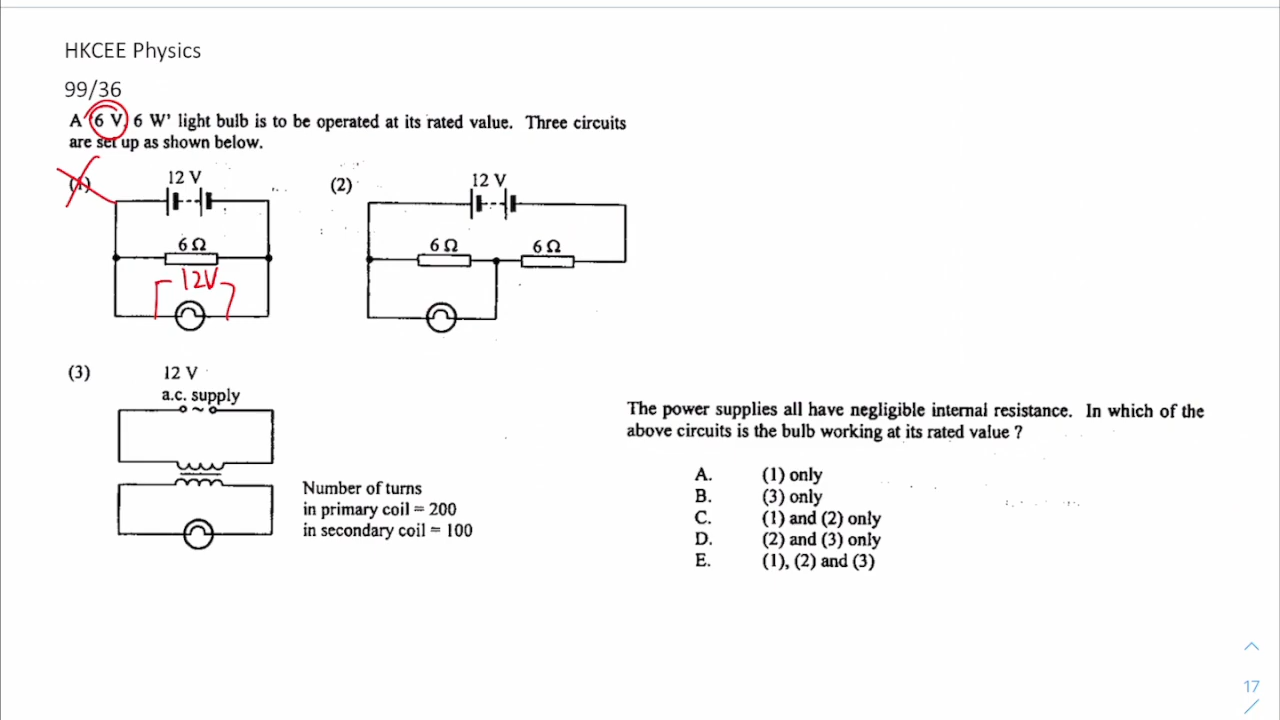 HKCEE Physics
99/36
A '6 V, 6 W' light bulb is to be operated at its rated value. Three circuits
are set up as shown below.
(1)
12 V
6 Ω
12V
(2)
12 V
6 Ω
6 Ω
(3)
12 V
a.c. supply
~
Number of turns
in primary coil = 200
in secondary coil = 100
The power supplies all have negligible internal resistance. In which of the
above circuits is the bulb working at its rated value ?
A. (1) only
B. (3) only
C. (1) and (2) only
D. (2) and (3) only
E. (1), (2) and (3)
17